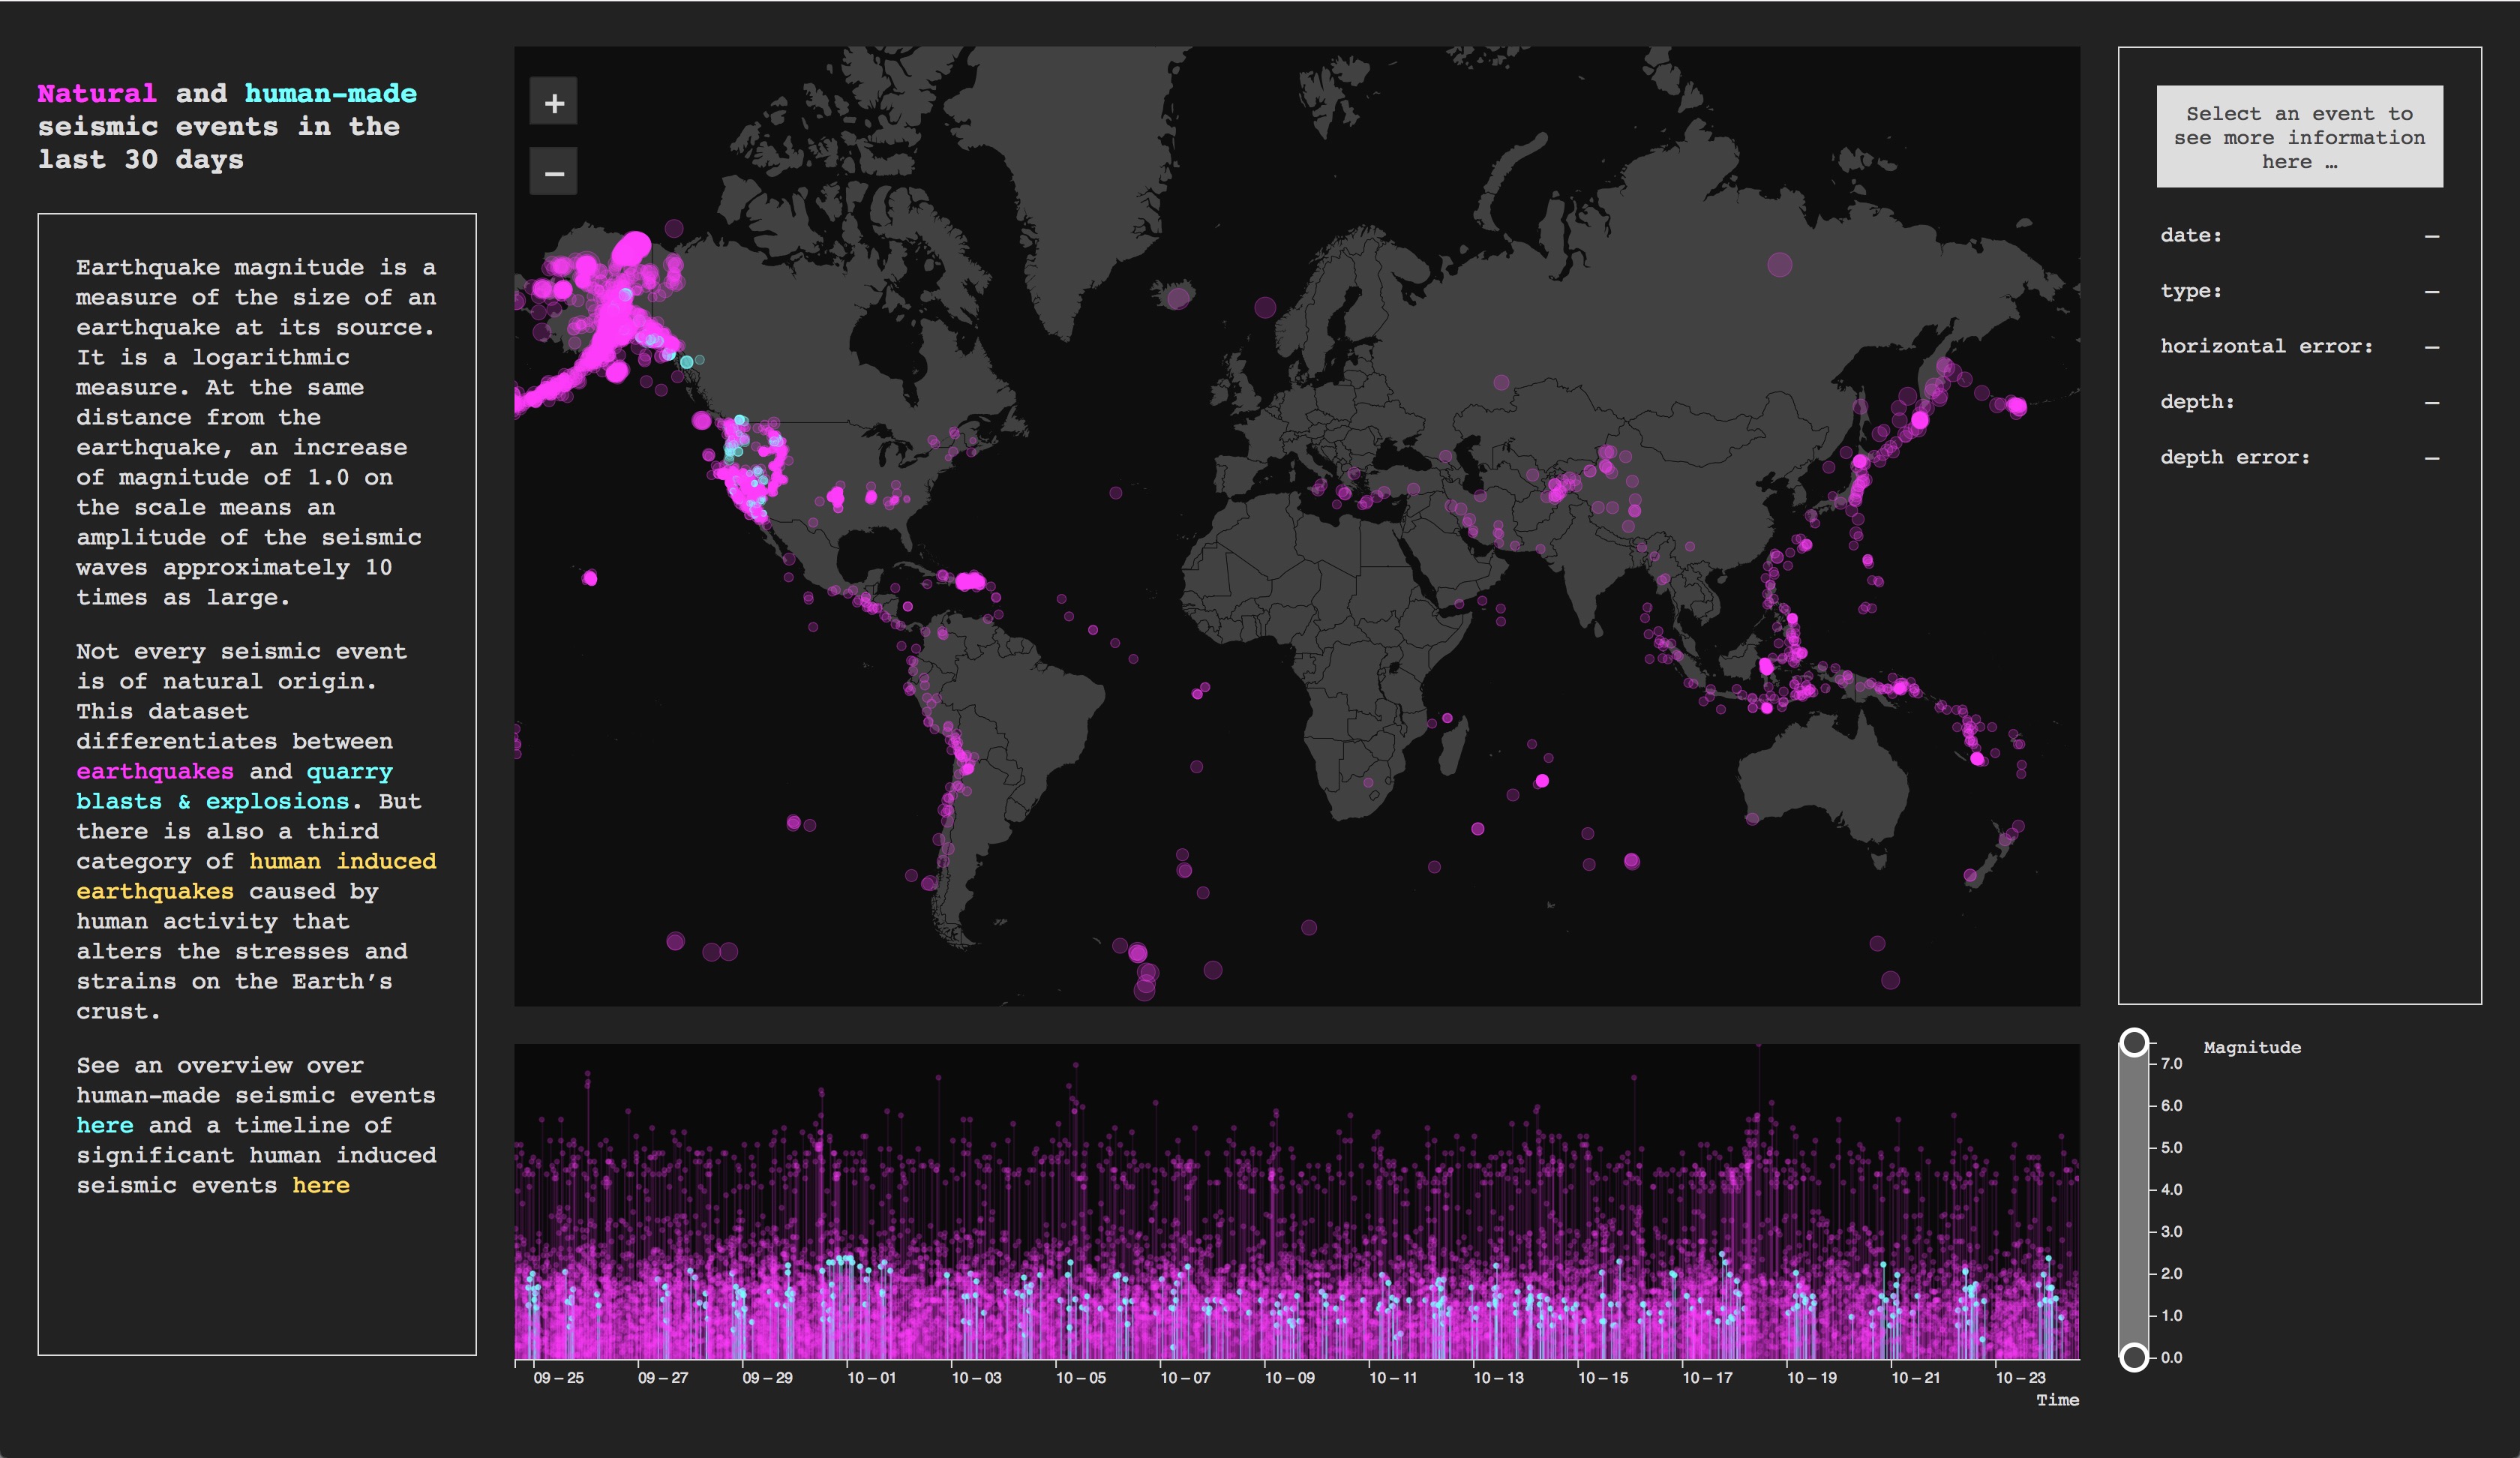 Natural and human-made
seismic events in the
last 30 days
Earthquake magnitude is a
measure of the size of an
earthquake at its source.
It is a logarithmic
measure. At the same
distance from the
earthquake, an increase
of magnitude of 1.0 on
the scale means an
amplitude of the seismic
waves approximately 10
times as large.
Not every seismic event
is of natural origin.
This dataset
differentiates between
earthquakes and quarry
blasts & explosions. But
there is also a third
category of human induced
earthquakes caused by
human activity that
alters the stresses and
strains on the Earth’s
crust.
See an overview over
human-made seismic events
here and a timeline of
significant human induced
seismic events here
+
−
Select an event to
see more information
here …
date: –
type: –
horizontal error: –
depth: –
depth error: –
Magnitude
7.0
6.0
5.0
4.0
3.0
2.0
1.0
0.0
09 – 25 09 – 27 09 – 29 10 – 01 10 – 03 10 – 05 10 – 07 10 – 09 10 – 11 10 – 13 10 – 15 10 – 17 10 – 19 10 – 21 10 – 23
Time